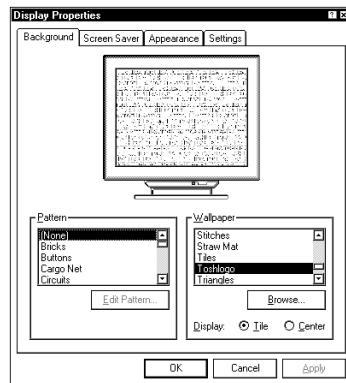 Display Properties
Background Screen Saver Appearance Settings
Pattern
(None)
Bricks
Buttons
Cargo Net
Circuits
Edit Pattern...
Wallpaper
Stitches
Straw Mat
Tiles
Toshlogo
Triangles
Browse...
Display: Tile Center
OK Cancel Apply